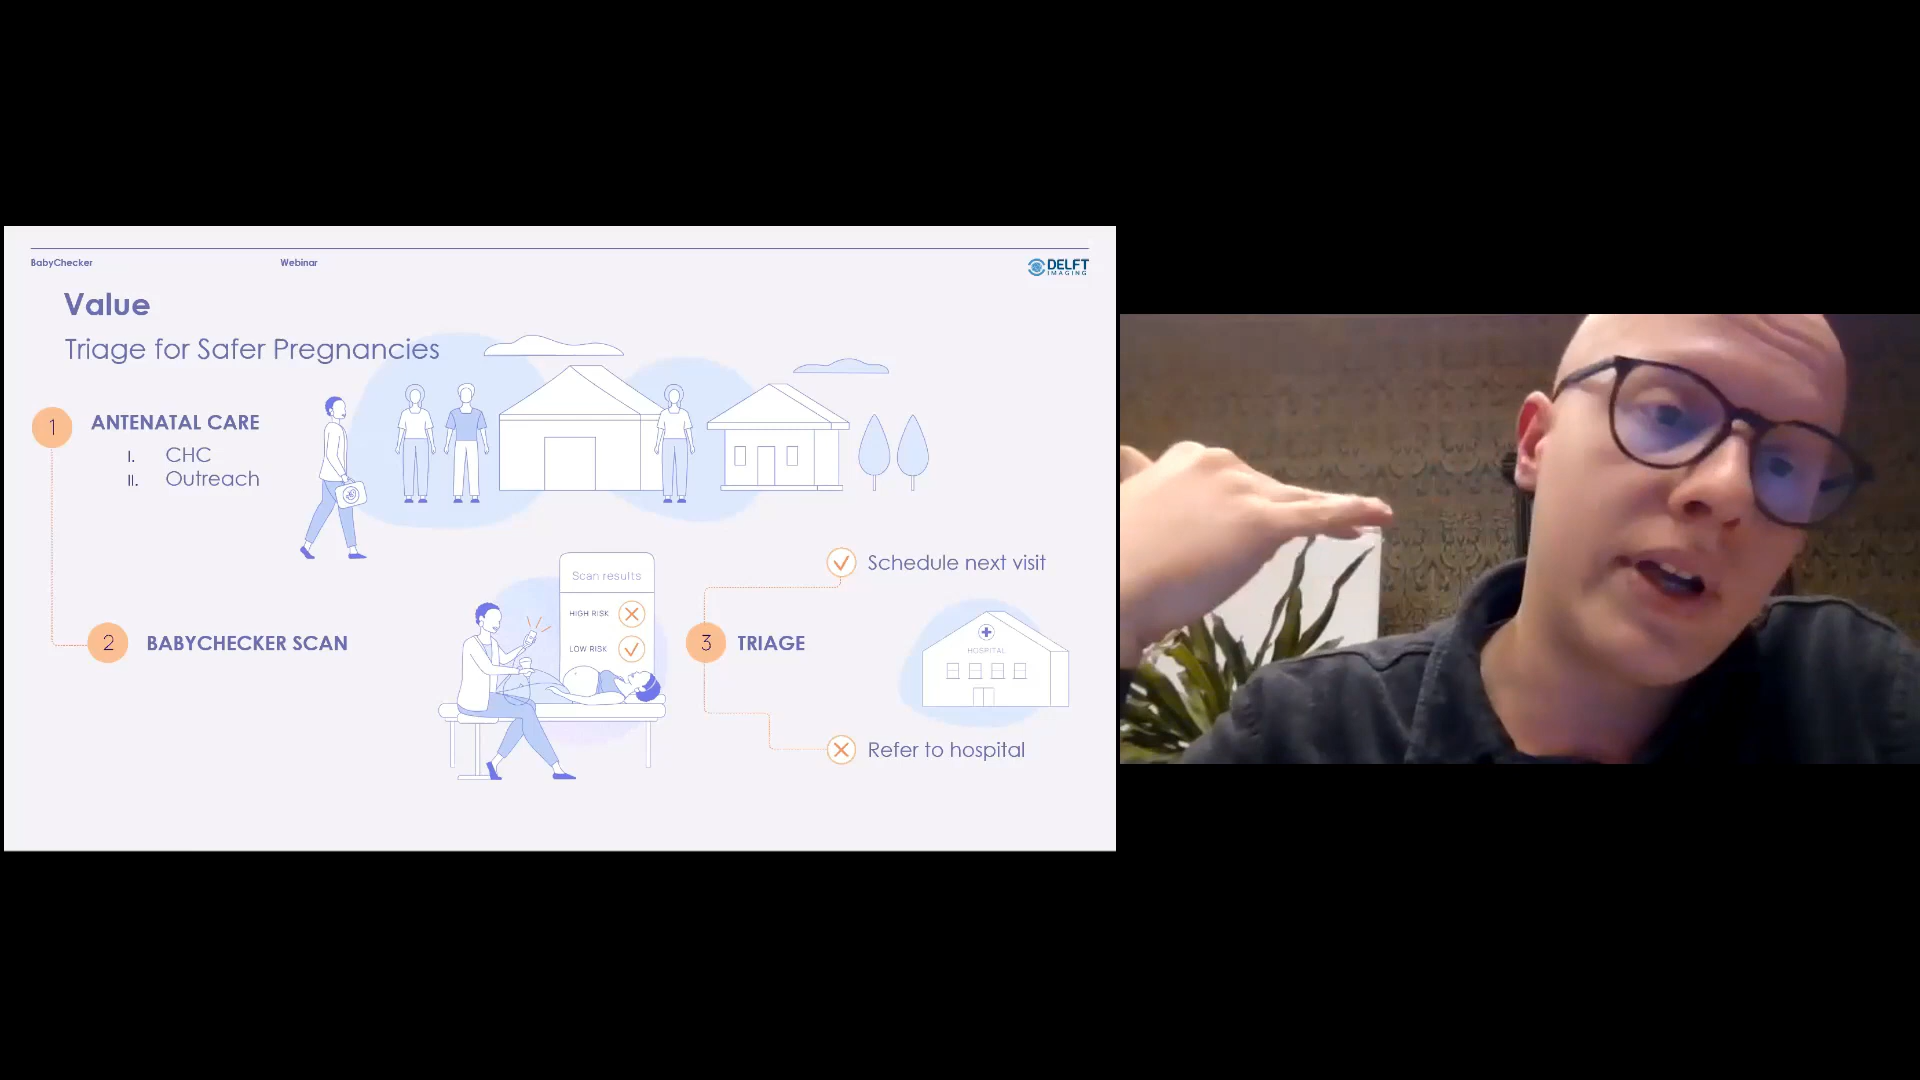 BabyChecker
Webinar
DELFT
IMAGING
Value
Triage for Safer Pregnancies
1
ANTENATAL CARE
I. CHC
II. Outreach
2
BABYCHECKER SCAN
Scan results
HIGH RISK
LOW RISK
3
TRIAGE
Schedule next visit
HOSPITAL
Refer to hospital